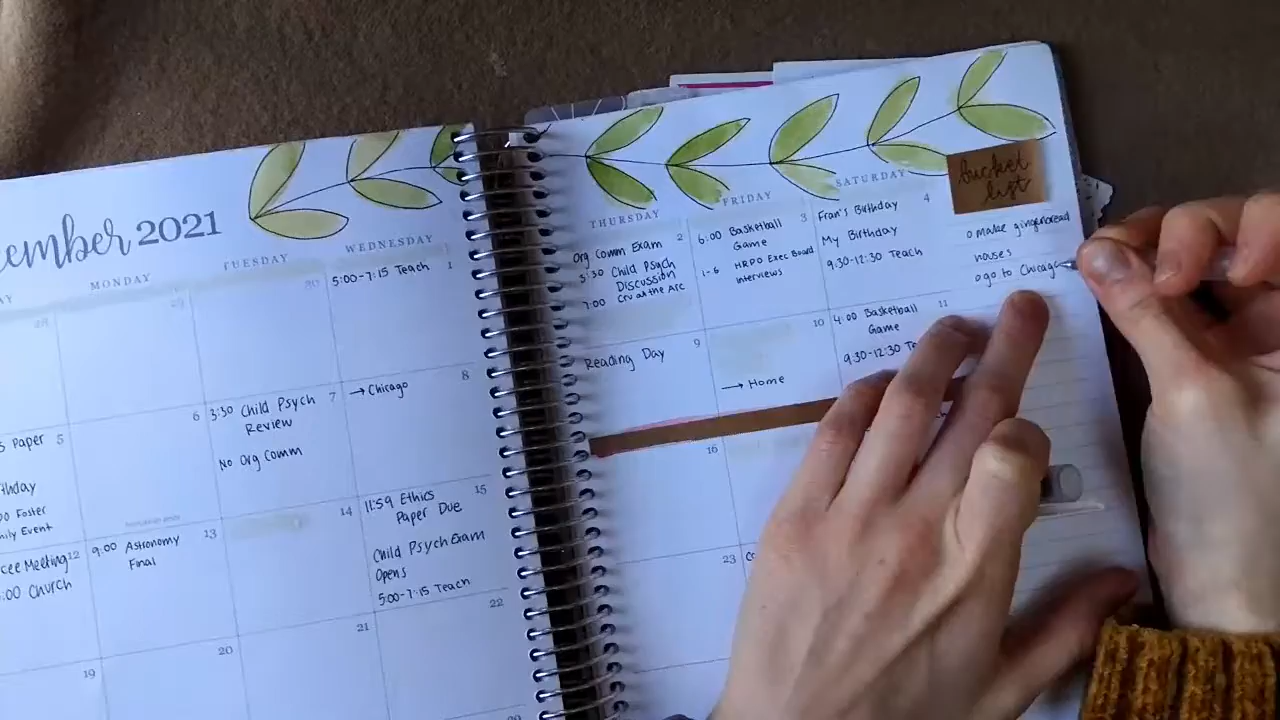 ember 2021
MONDAY
TUESDAY
WEDNESDAY
THURSDAY
FRIDAY
SATURDAY
bucket
list
o make gingerbread
houses
o go to Chicago
30
5:00-7:15 Teach
1
Org Comm Exam
2
3:30 Child Psych
Discussion
7:00 Cru at the Arc
6:00 Basketball
Game
3
1-6 HRPO Exec Board
Interviews
Fran's Birthday
4
My Birthday
9:30-12:30 Teach
Paper
5
thday
Foster
Event
6
3:30 Child Psych
Review
7
No Org Comm
→ Chicago
8
Reading Day
9
10
→ Home
4:00 Basketball
Game
11
9:30-12:30
Meeting
12
:00 Church
9:00 Astronomy
Final
13
14
11:59 Ethics
Paper Due
15
Child Psych Exam
Opens
5:00-7:15 Teach
16
19
20
21
22
23